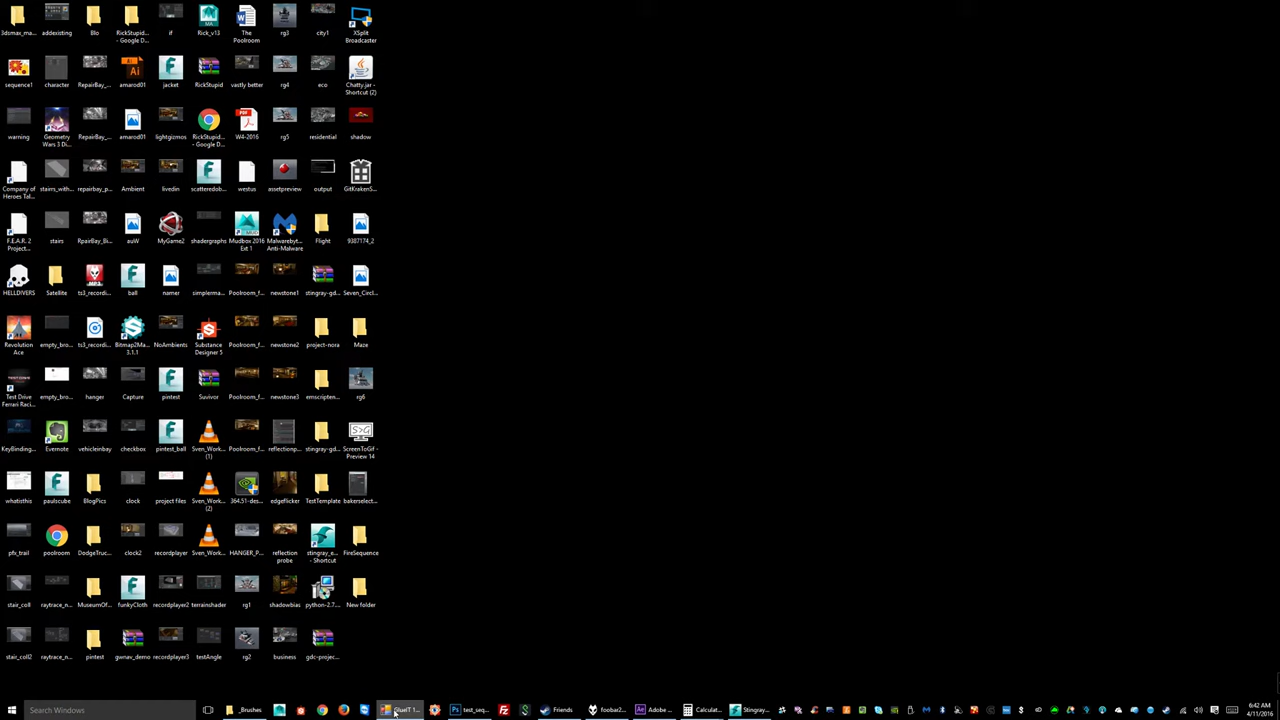 3dsmax_ma...
addexisting
Blo
RickStupid...
- Google D...
if
Rick_v13
The
Poolroom
rg3
city1
XSplit
Broadcaster
sequence1
character
RepairBay_...
amarod01
jacket
RickStupid
vastly better
rg4
eco
Chatty.jar -
Shortcut (2)
warning
Geometry
Wars 3 Di...
RepairBay_...
amarod01
lightgizmos
RickStupid...
- Google D...
W4-2016
rg5
residential
shadow
Company of
Heroes Tal...
stairs_with...
repairbay_p...
Ambient
livedin
scatteredob...
westus
assetpreview
output
GitKrakenS...
F.E.A.R. 2
Project...
stairs
RpairBay_Bi...
auW
MyGame2
shadergraphs
Mudbox 2016
Ext 1
Malwarebyt...
Anti-Malware
Flight
9387174_2
HELLDIVERS
Satellite
ts3_recordi...
ball
namer
simplerma...
Poolroom_f...
newstone1
stingray-gd...
Seven_Circl...
Revolution
Ace
empty_bro...
ts3_recordi...
Bitmap2Ma...
3.1.1
NoAmbients
Substance
Designer 5
Poolroom_f...
newstone2
project-nora
Maze
Test Drive
Ferrari Raci...
empty_bro...
hanger
Capture
pintest
Suvivor
Poolroom_f...
newstone3
emscripten...
rg6
KeyBinding...
Evernote
vehicleinbay
checkbox
pintest_ball
Sven_Work...
(1)
Poolroom_f...
reflectionp...
stingray-gd...
ScreenToGif -
Preview 14
whatisthis
paulscube
BlogPics
clock
project files
Sven_Work...
(2)
364.51-des...
edgeflicker
TestTemplate
bakerselect...
pfx_trail
poolroom
DodgeTruc...
clock2
recordplayer
Sven_Work...
HANGER_P...
reflection
probe
stingray_e...
- Shortcut
FireSequence
stair_coll
raytrace_n...
MuseumOf...
funkyCloth
recordplayer2
terrainshader
rg1
shadowbias
python-2.7....
New folder
stair_coll2
raytrace_n...
pintest
gwnav_demo
recordplayer3
testAngle
rg2
business
gdc-projec...
Search Windows
_Brushes
GlueIT 1...
test_seq...
Friends
foobar2...
Adobe ...
Calculat...
Stingray...
6:42 AM
4/11/2016